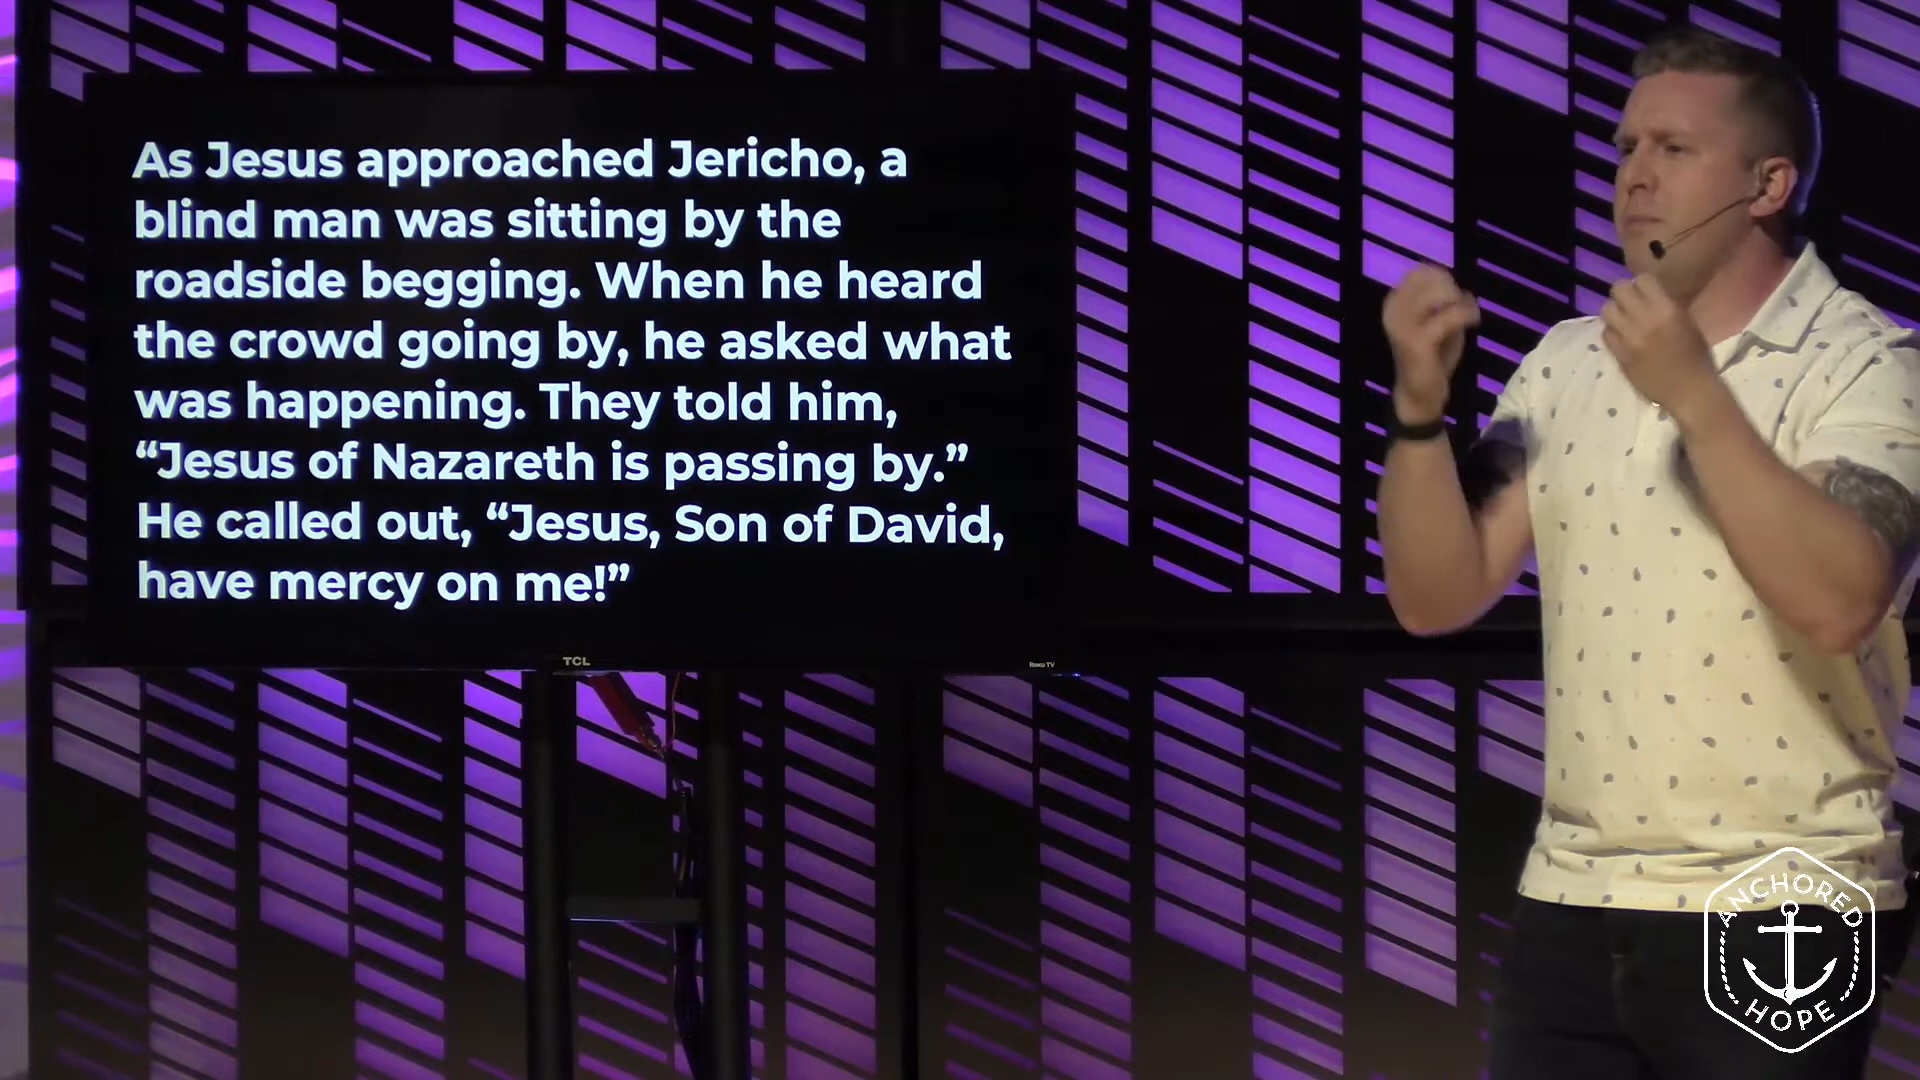 As Jesus approached Jericho, a
blind man was sitting by the
roadside begging. When he heard
the crowd going by, he asked what
was happening. They told him,
“Jesus of Nazareth is passing by.”
He called out, “Jesus, Son of David,
have mercy on me!”
TCL
Roku TV
ANCHORED
HOPE